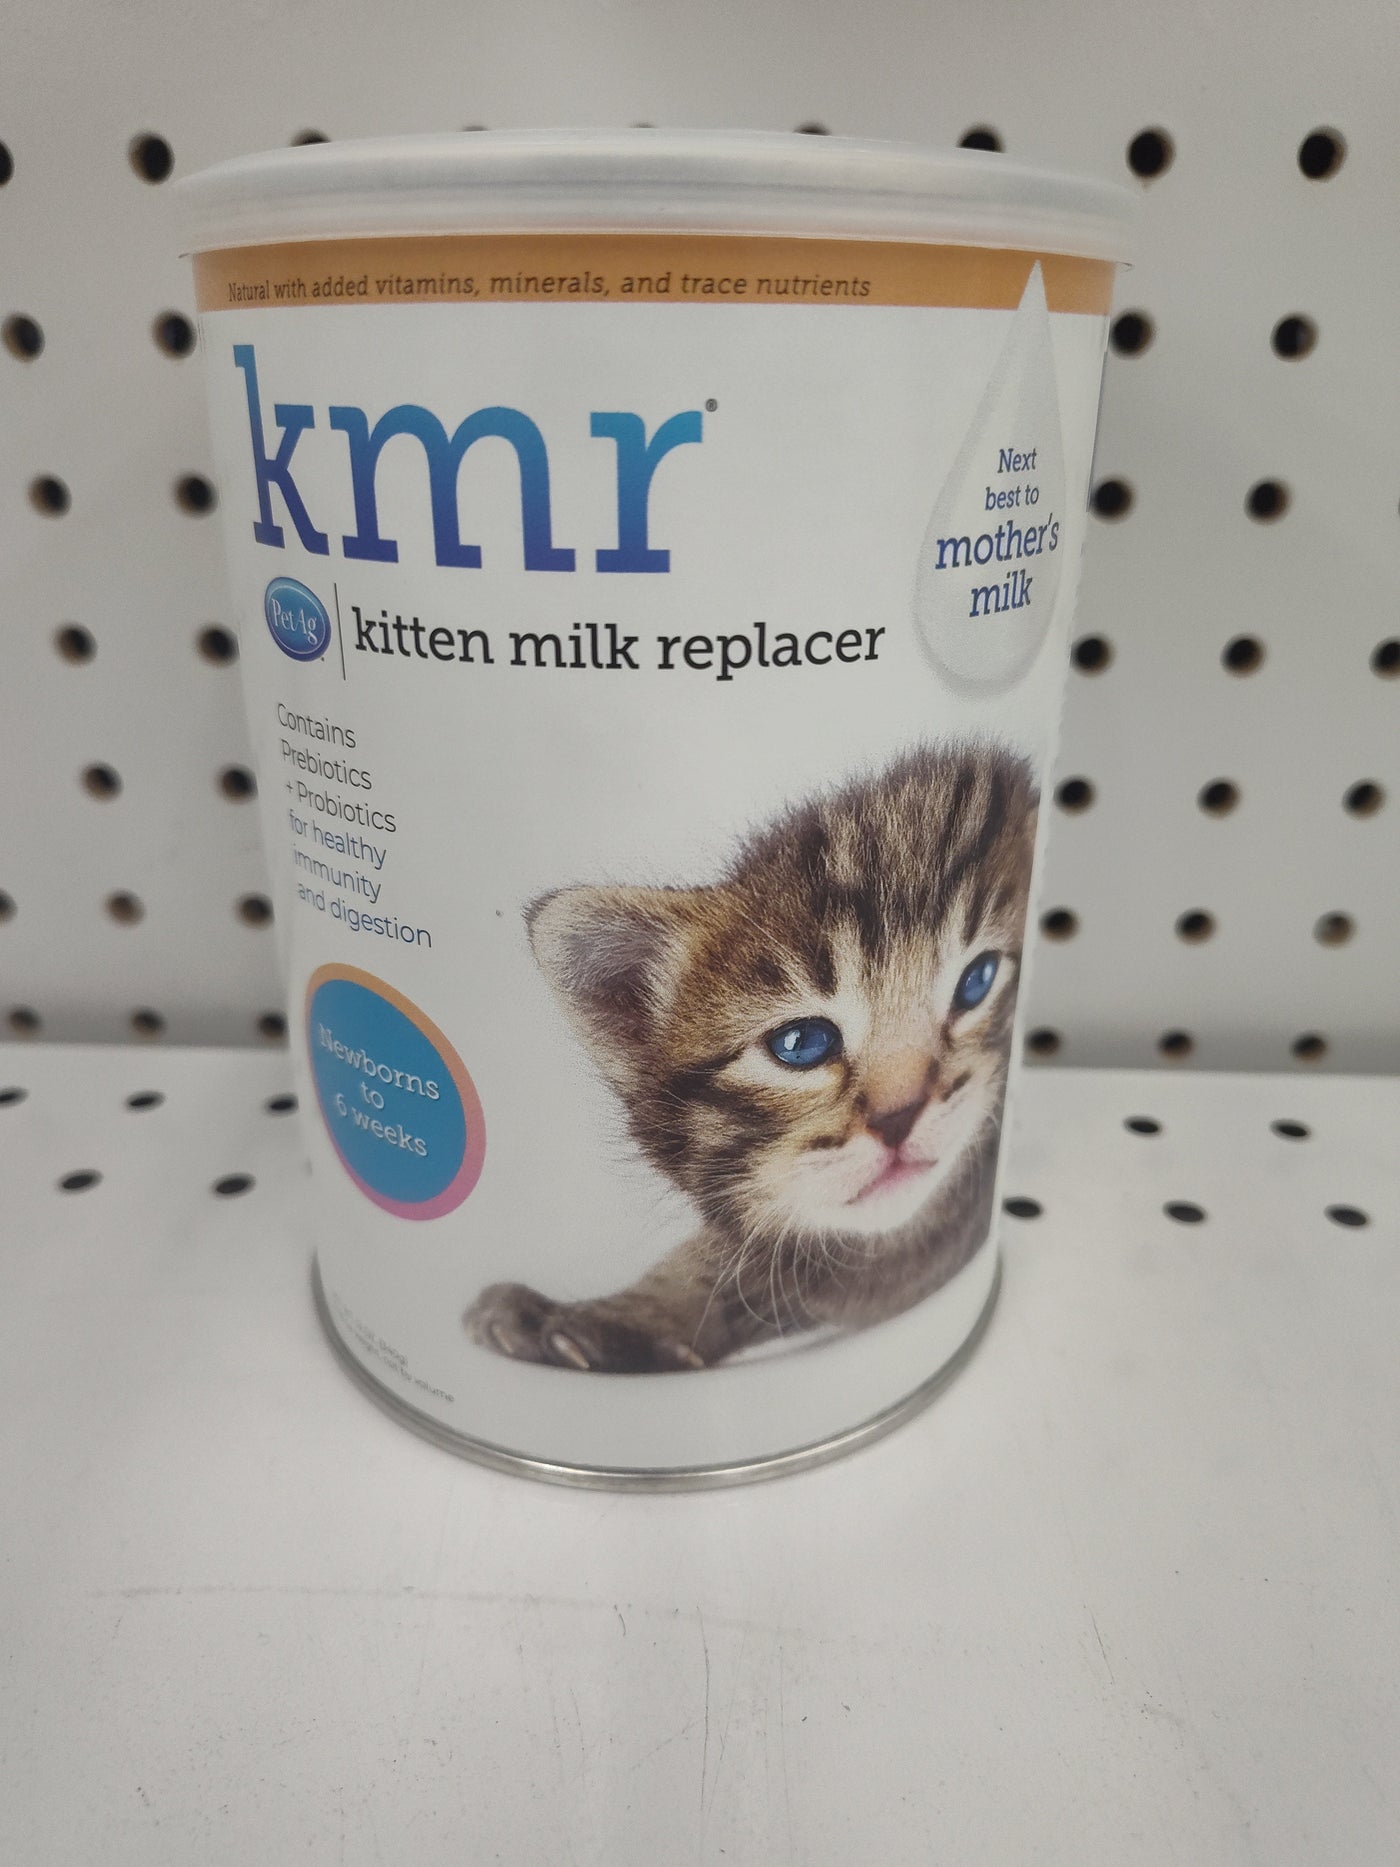 Natural with added vitamins, minerals, and trace nutrients
kmr®
Next
best to
mother's
milk
PetAg
kitten milk replacer
Contains
Prebiotics
+ Probiotics
for healthy
immunity
and digestion
Newborns
to
6 weeks
volume